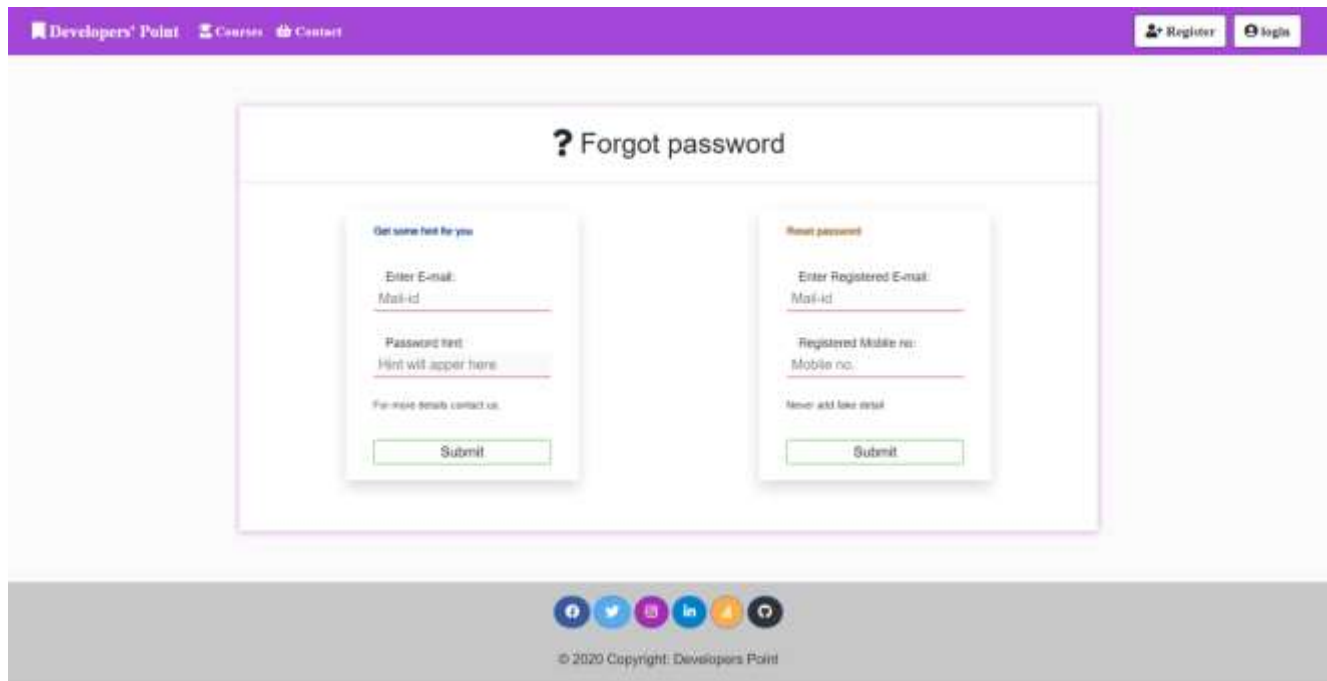 Developers' Point Courses Contact Register login
? Forgot password
Get some hint for you
Enter E-mail:
Mail-id
Password hint:
Hint will apper here
For more details contact us.
Submit
Reset password
Enter Registered E-mail:
Mail-id
Registered Mobile no:
Mobile no.
Never add fake detail
Submit
© 2020 Copyright: Developers Point